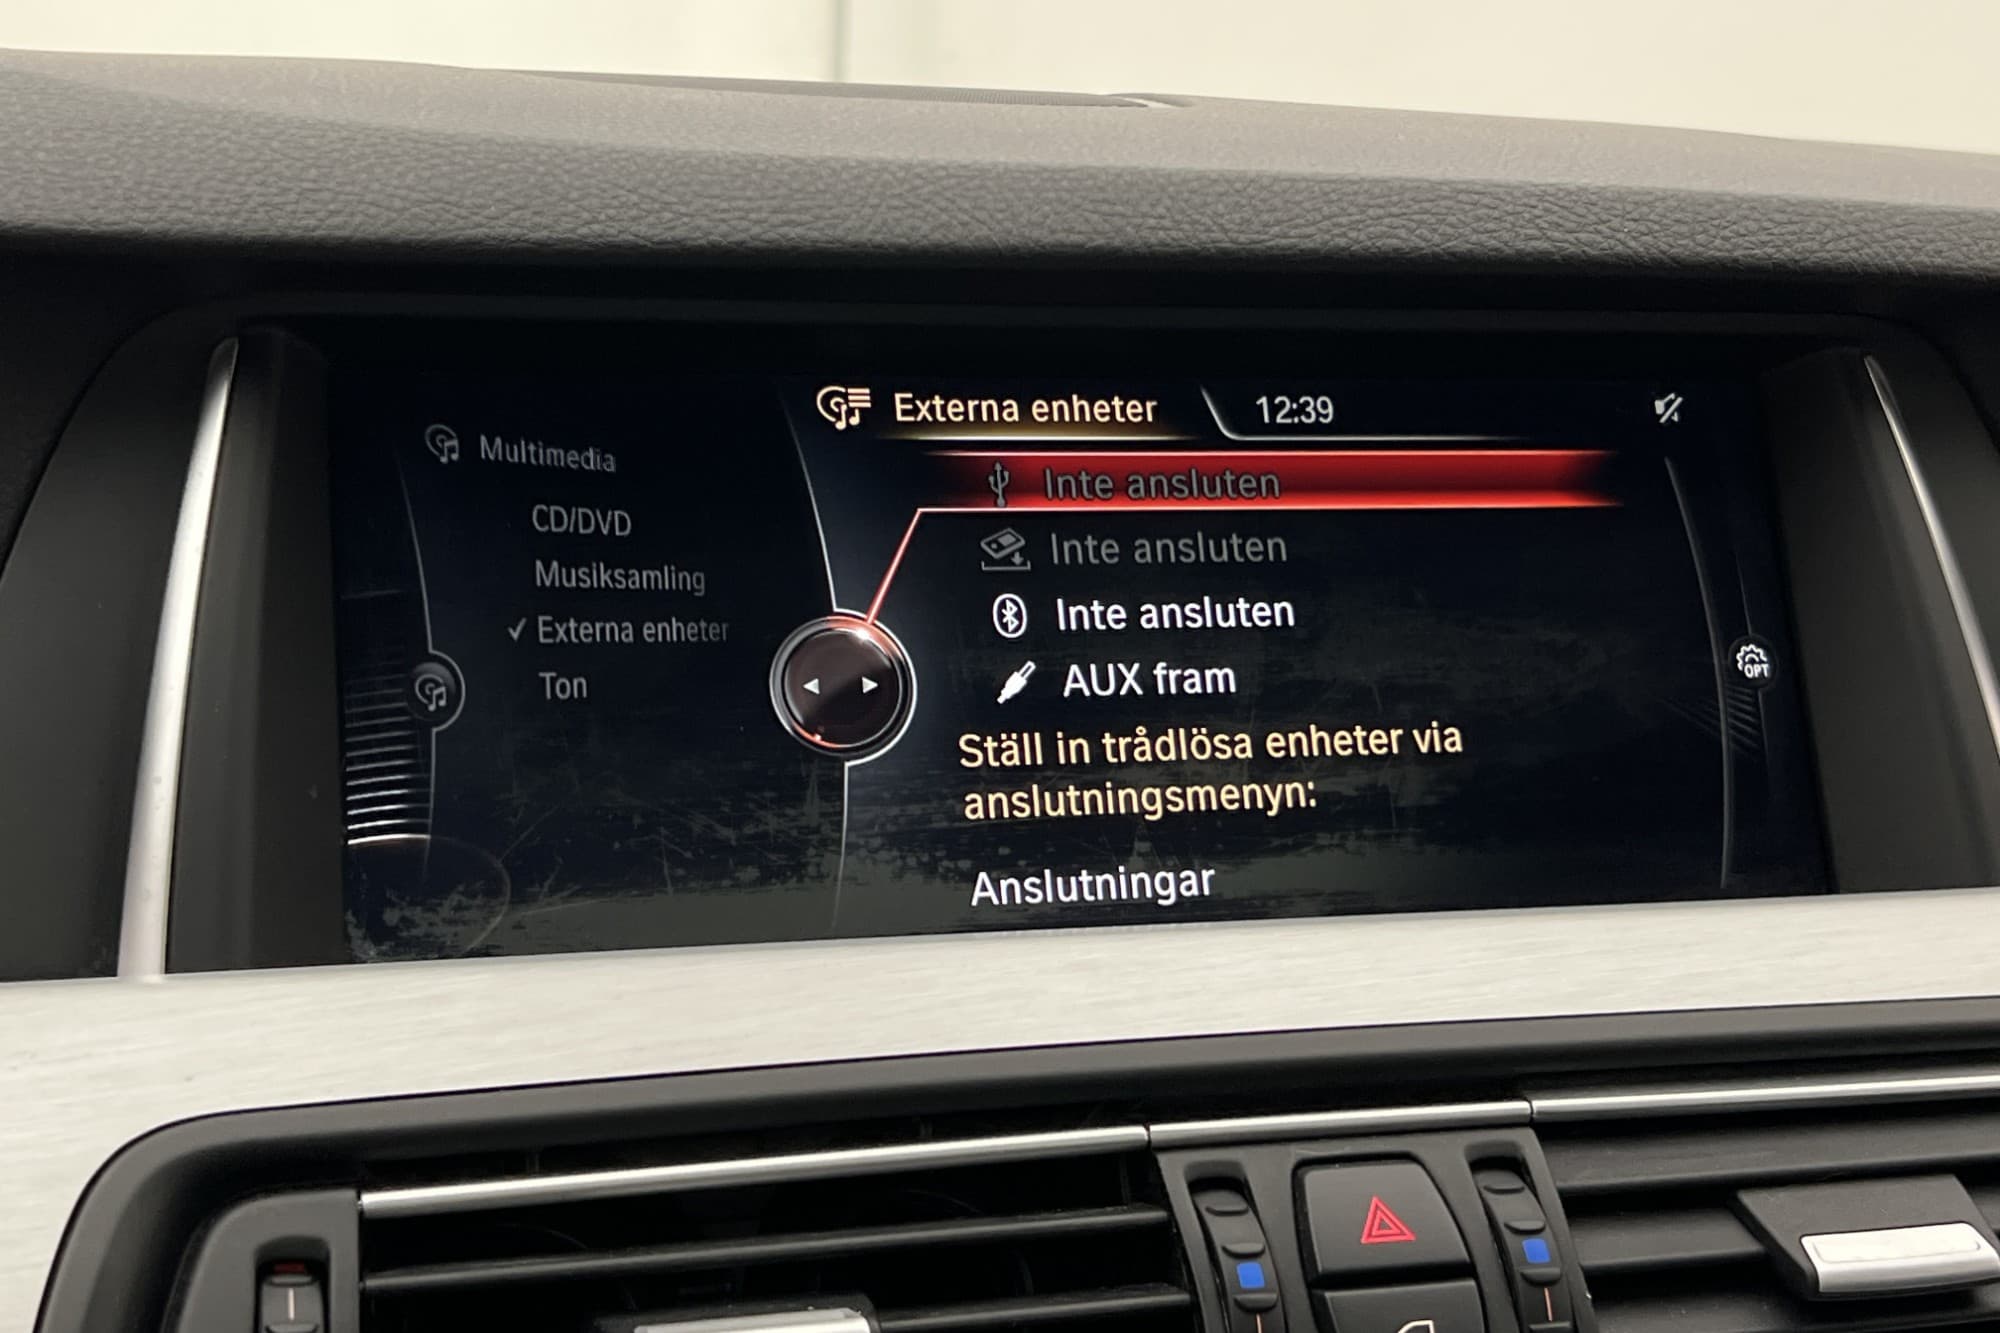 Multimedia
CD/DVD
Musiksamling
✓ Externa enheter
Ton
Externa enheter
12:39
Inte ansluten
Inte ansluten
Inte ansluten
AUX fram
Ställ in trådlösa enheter via
anslutningsmenyn:
Anslutningar
OPT